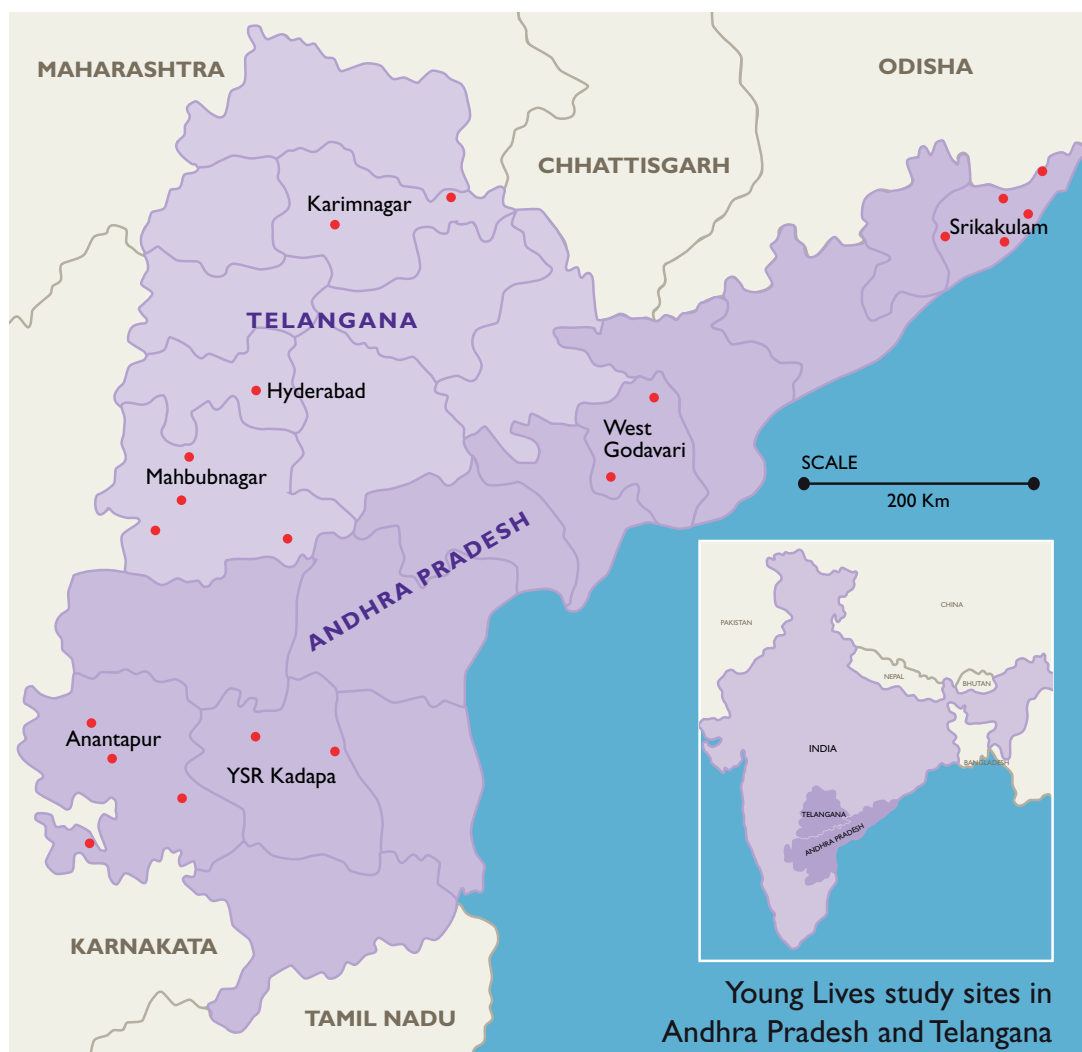 MAHARASHTRA
ODISHA
CHHATTISGARH
Karimnagar
Srikakulam
TELANGANA
Hyderabad
West
Godavari
Mahbubnagar
SCALE
200 Km
ANDHRA PRADESH
CHINA
PAKISTAN
NEPAL
BHUTAN
INDIA
BANGLADESH
TELANGANA
ANDHRA PRADESH
Anantapur
YSR Kadapa
KARNAKATA
TAMIL NADU
Young Lives study sites in
Andhra Pradesh and Telangana